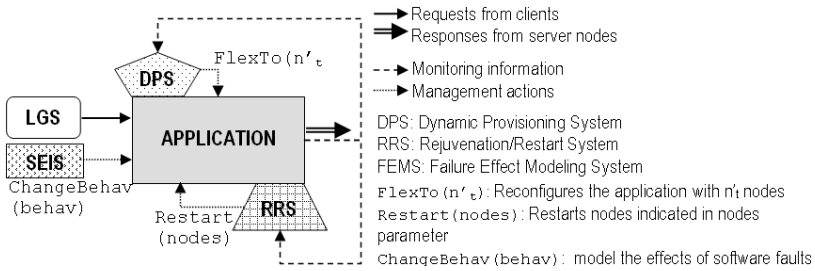 Requests from clients
Responses from server nodes
FlexTo(n't
DPS
Monitoring information
Management actions
LGS
APPLICATION
SEIS
ChangeBehav
(behav)
Restart
(nodes)
RRS
DPS: Dynamic Provisioning System
RRS: Rejuvenation/Restart System
FEMS: Failure Effect Modeling System
FlexTo(n't): Reconfigures the application with n't nodes
Restart(nodes): Restarts nodes indicated in nodes
parameter
ChangeBehav(behav): model the effects of software faults